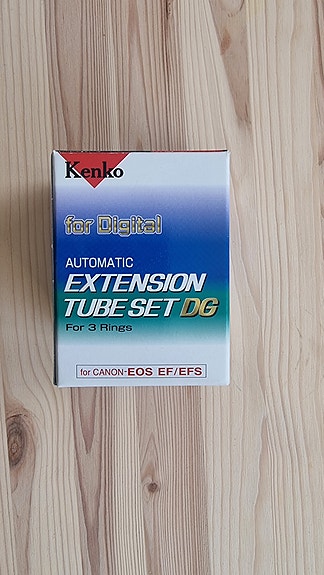 Kenko
for Digital
AUTOMATIC
EXTENSION
TUBE SET DG
For 3 Rings
for CANON-EOS EF/EFS